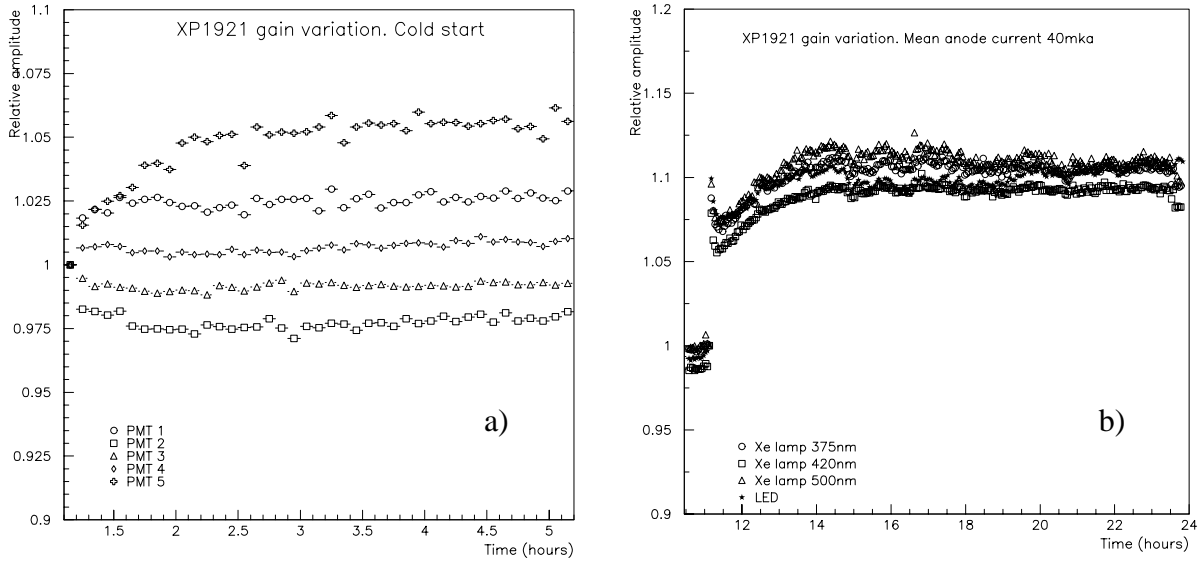 XP1921 gain variation. Cold start
Relative amplitude
1.1
1.075
1.05
1.025
1
0.975
0.95
0.925
0.9
PMT 1
PMT 2
PMT 3
PMT 4
PMT 5
a)
1.5
2
2.5
3
3.5
4
4.5
5
Time (hours)
XP1921 gain variation. Mean anode current 40mka
Relative amplitude
1.2
1.15
1.1
1.05
1
0.95
0.9
Xe lamp 375nm
Xe lamp 420nm
Xe lamp 500nm
LED
b)
12
14
16
18
20
22
24
Time (hours)